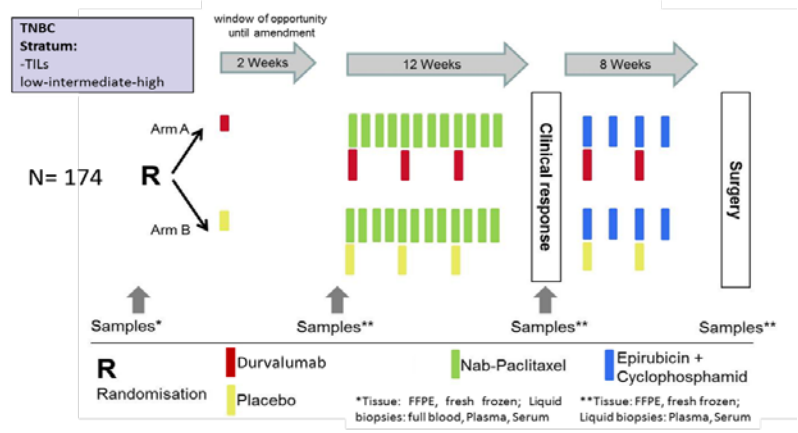 TNBC
Stratum:
-TILs
low-intermediate-high
window of opportunity
until amendment
2 Weeks
12 Weeks
8 Weeks
Arm A
N= 174
R
Arm B
Clinical response
Surgery
Samples*
Samples**
Samples**
Samples**
R
Randomisation
Durvalumab
Placebo
Nab-Paclitaxel
Epirubicin +
Cyclophosphamid
*Tissue: FFPE, fresh frozen; Liquid
biopsies: full blood, Plasma, Serum
**Tissue: FFPE, fresh frozen;
Liquid biopsies: Plasma, Serum